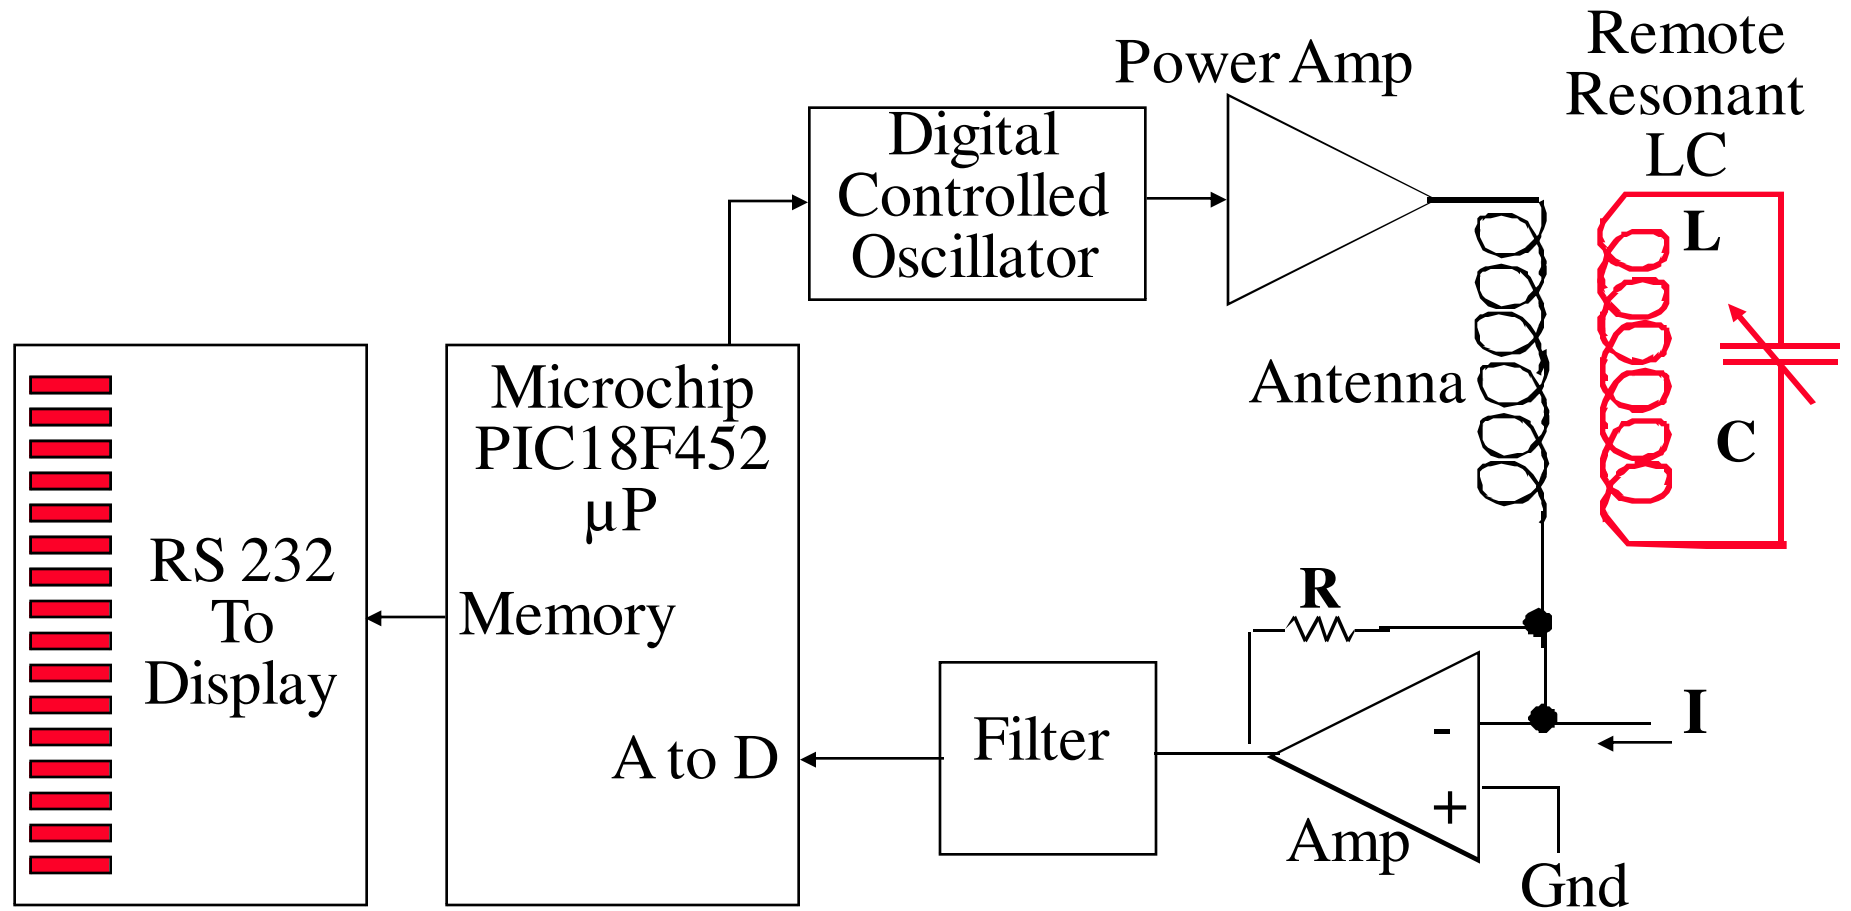 Power Amp
Remote
Resonant
LC
Digital
Controlled
Oscillator
L
Antenna
C
Microchip
PIC18F452
µP
Memory
A to D
RS 232
To
Display
R
Filter
I
-
+
Amp
Gnd